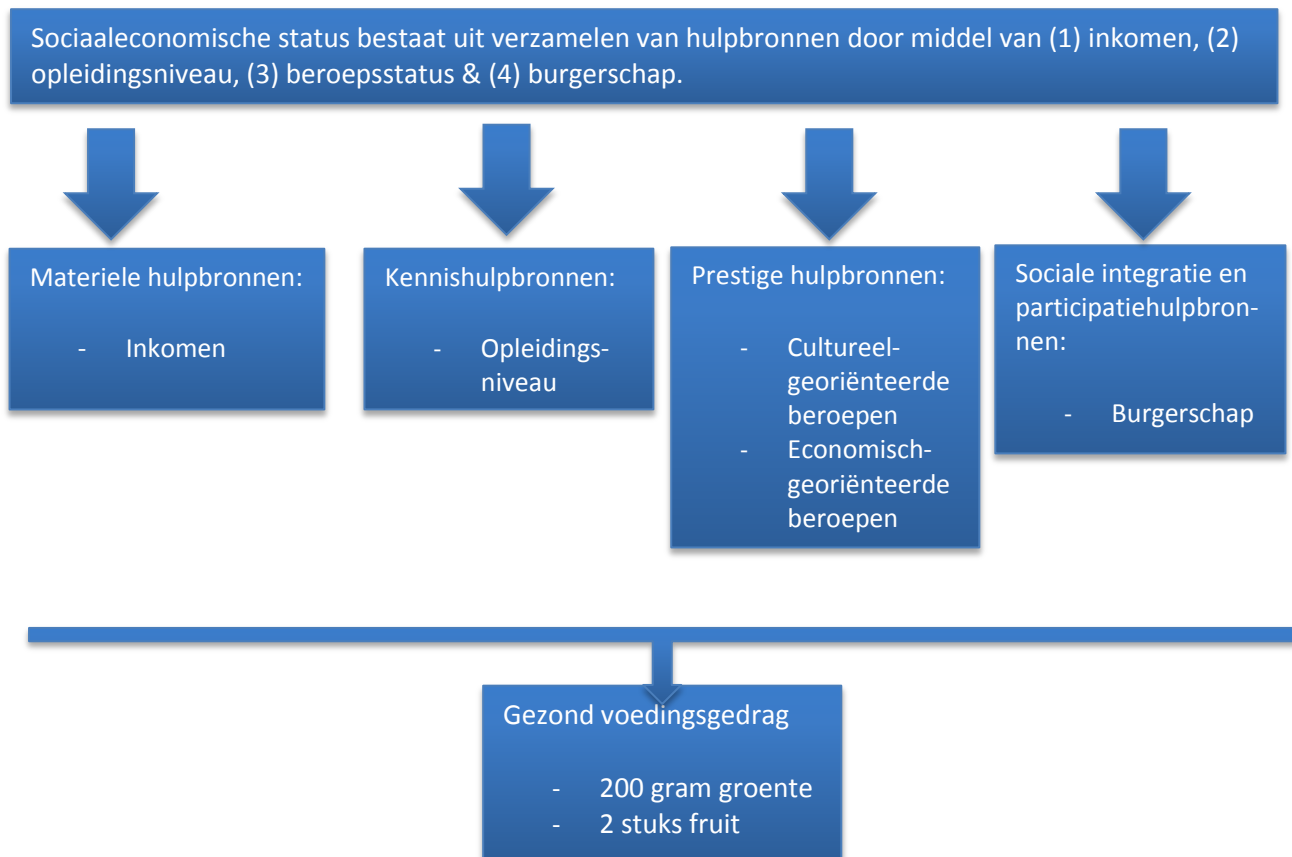 Sociaaleconomische status bestaat uit verzamelen van hulpbronnen door middel van (1) inkomen, (2)
opleidingsniveau, (3) beroepsstatus & (4) burgerschap.
Materiele hulpbronnen:
- Inkomen
Kennishulpbronnen:
- Opleidings-
niveau
Prestige hulpbronnen:
- Cultureel-
georiënteerde
beroepen
- Economisch-
georiënteerde
beroepen
Sociale integratie en
participatiehulpbron-
nen:
- Burgerschap
Gezond voedingsgedrag
- 200 gram groente
- 2 stuks fruit